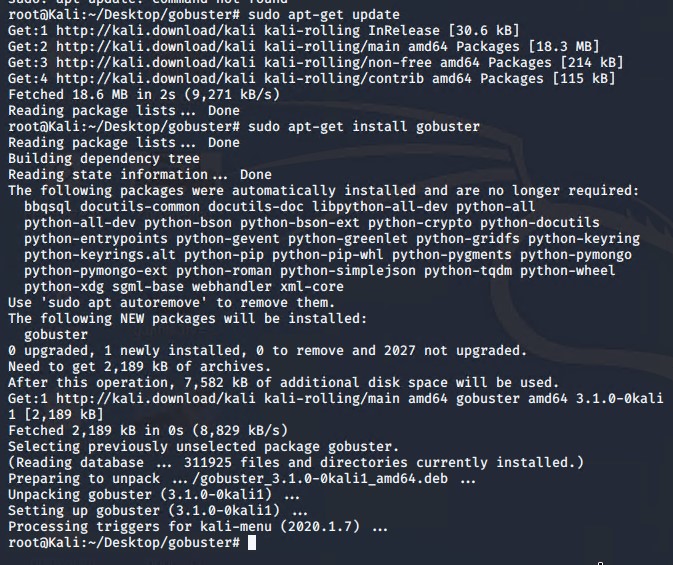 sudo: apt-update: command not found
root@Kali:~/Desktop/gobuster# sudo apt-get update
Get:1 http://kali.download/kali kali-rolling InRelease [30.6 kB]
Get:2 http://kali.download/kali kali-rolling/main amd64 Packages [18.3 MB]
Get:3 http://kali.download/kali kali-rolling/non-free amd64 Packages [214 kB]
Get:4 http://kali.download/kali kali-rolling/contrib amd64 Packages [115 kB]
Fetched 18.6 MB in 2s (9,271 kB/s)
Reading package lists... Done
root@Kali:~/Desktop/gobuster# sudo apt-get install gobuster
Reading package lists... Done
Building dependency tree
Reading state information... Done
The following packages were automatically installed and are no longer required:
bbqsql docutils-common docutils-doc libpython-all-dev python-all
python-all-dev python-bson python-bson-ext python-crypto python-docutils
python-entrypoints python-gevent python-greenlet python-gridfs python-keyring
python-keyrings.alt python-pip python-pip-whl python-pygments python-pymongo
python-pymongo-ext python-roman python-simplejson python-tqdm python-wheel
python-xdg sgml-base webhandler xml-core
Use 'sudo apt autoremove' to remove them.
The following NEW packages will be installed:
gobuster
0 upgraded, 1 newly installed, 0 to remove and 2027 not upgraded.
Need to get 2,189 kB of archives.
After this operation, 7,582 kB of additional disk space will be used.
Get:1 http://kali.download/kali kali-rolling/main amd64 gobuster amd64 3.1.0-0kali
1 [2,189 kB]
Fetched 2,189 kB in 0s (8,829 kB/s)
Selecting previously unselected package gobuster.
(Reading database ... 311925 files and directories currently installed.)
Preparing to unpack .../gobuster_3.1.0-0kali1_amd64.deb ...
Unpacking gobuster (3.1.0-0kali1) ...
Setting up gobuster (3.1.0-0kali1) ...
Processing triggers for kali-menu (2020.1.7) ...
root@Kali:~/Desktop/gobuster#